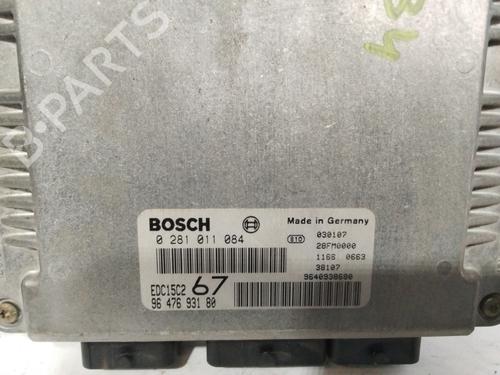 B-PARTS
BOSCH
Made in Germany
0 281 011 084
E10
030107
28FM0000
1166 0663
38107
9640938680
EDC15C2 67
96 476 931 80